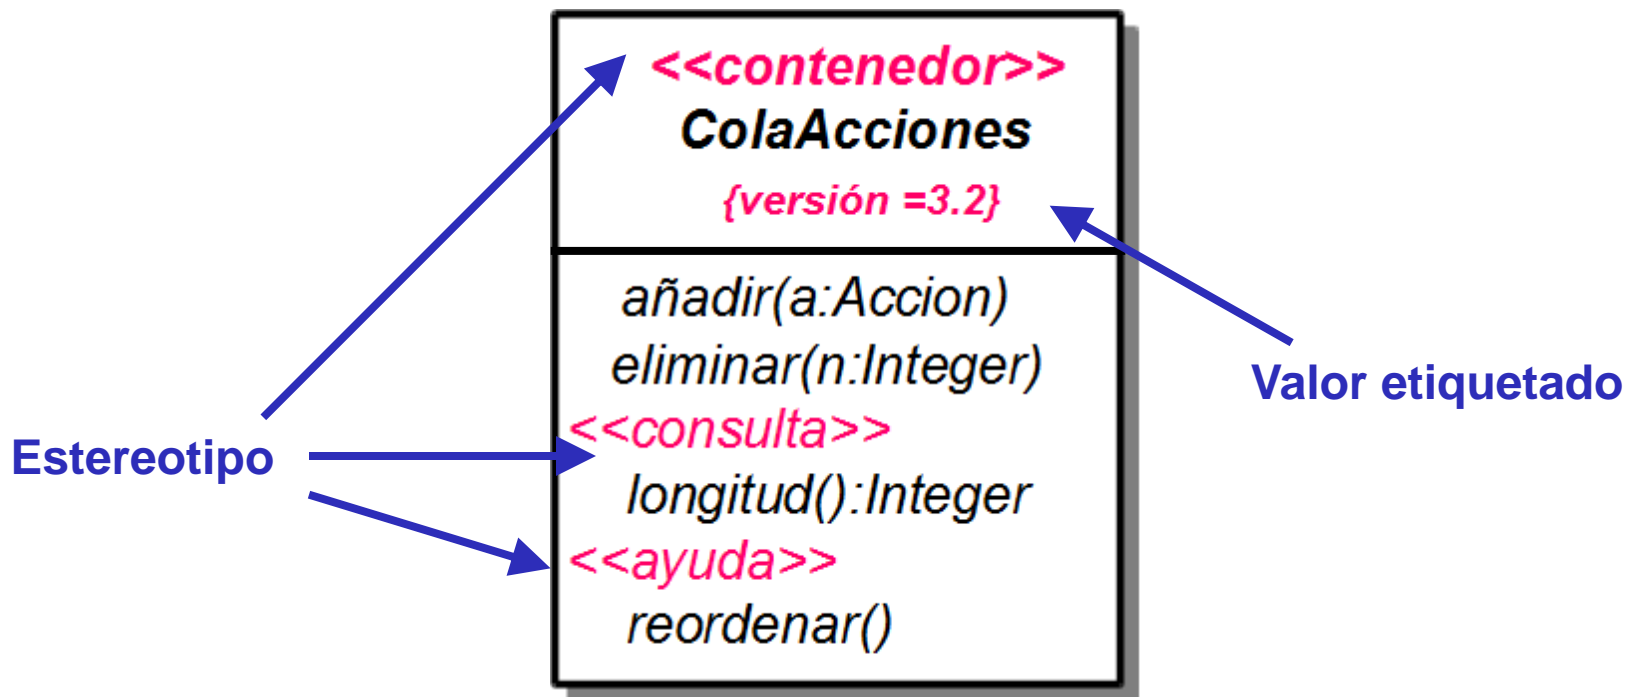 <<contenedor>>
ColaAcciones
{versión =3.2}
añadir(a:Accion)
eliminar(n:Integer)
Valor etiquetado
<<consulta>>
Estereotipo
longitud():Integer
<<ayuda>>
reordenar()